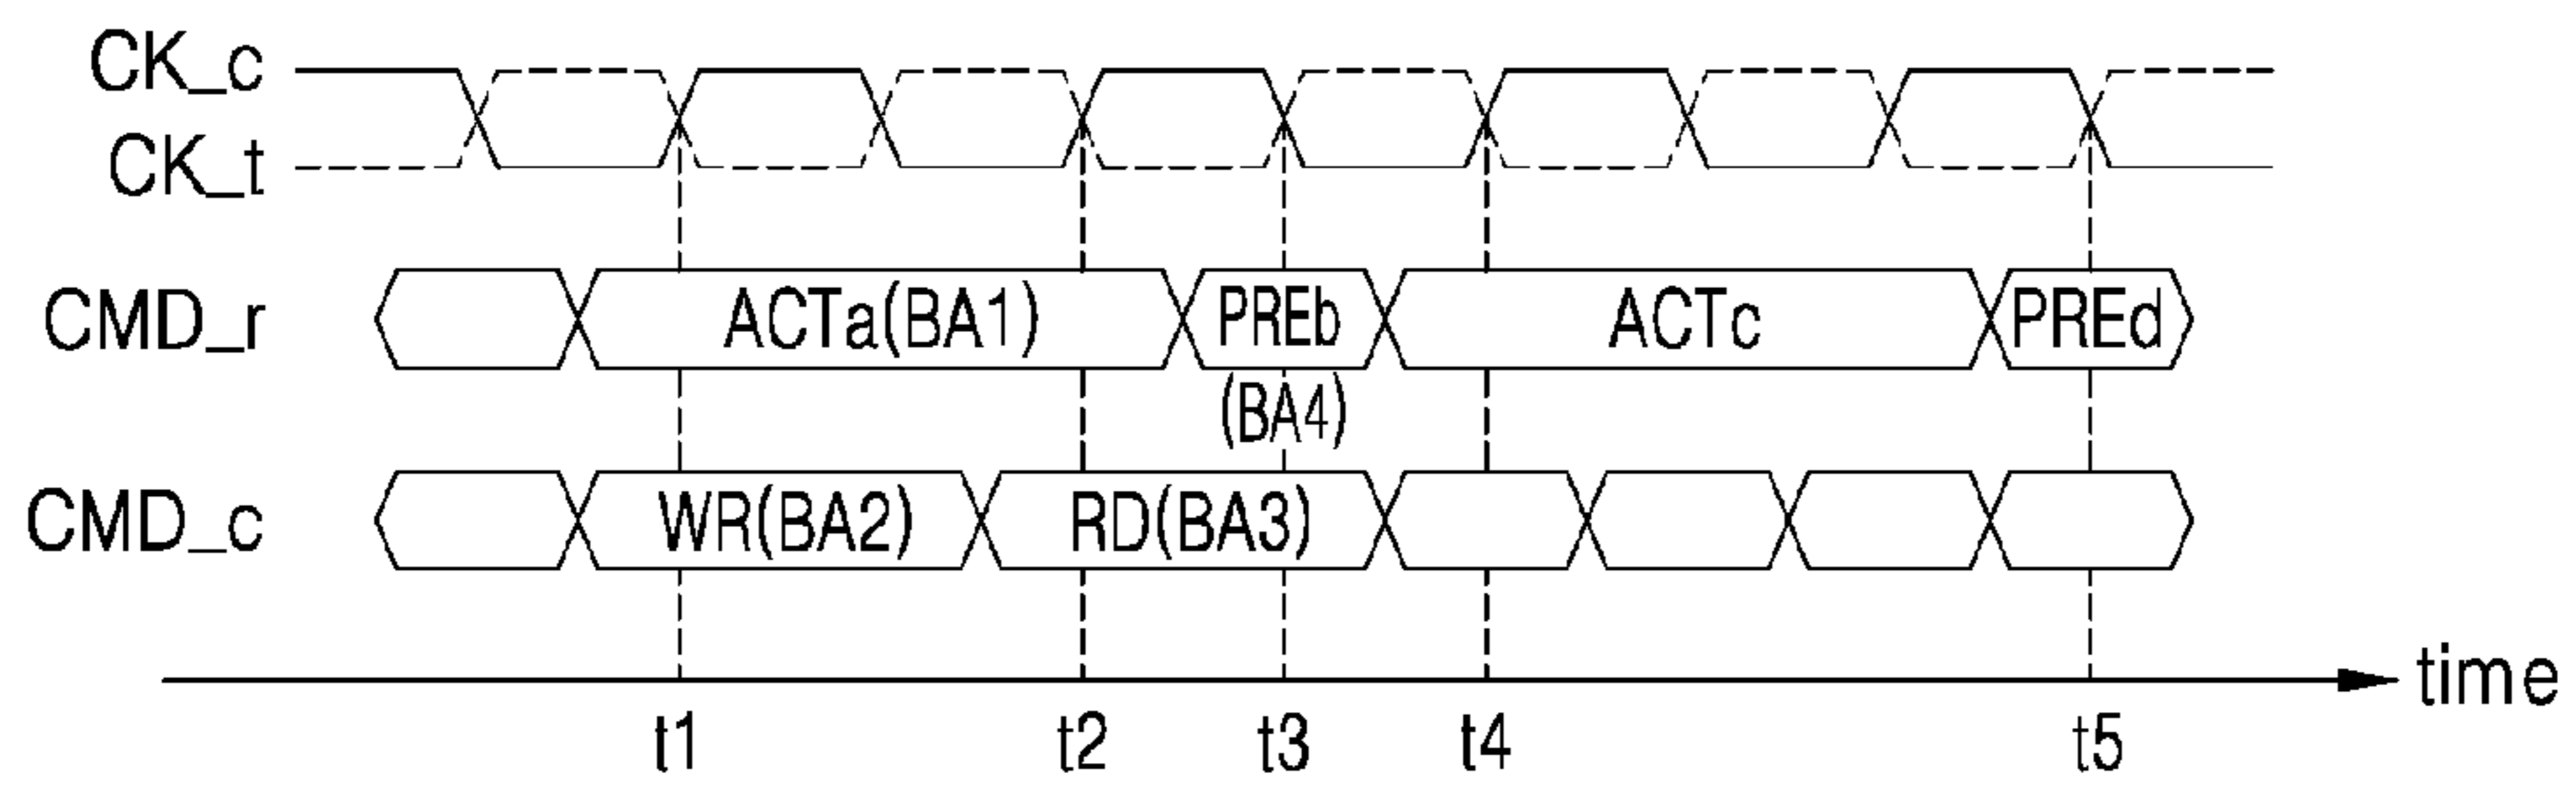 CK_c
CK_t
CMD_r ACTa(BA1) PREb ACTc PREd
(BA4)
CMD_c WR(BA2) RD(BA3)
time
t1 t2 t3 t4 t5